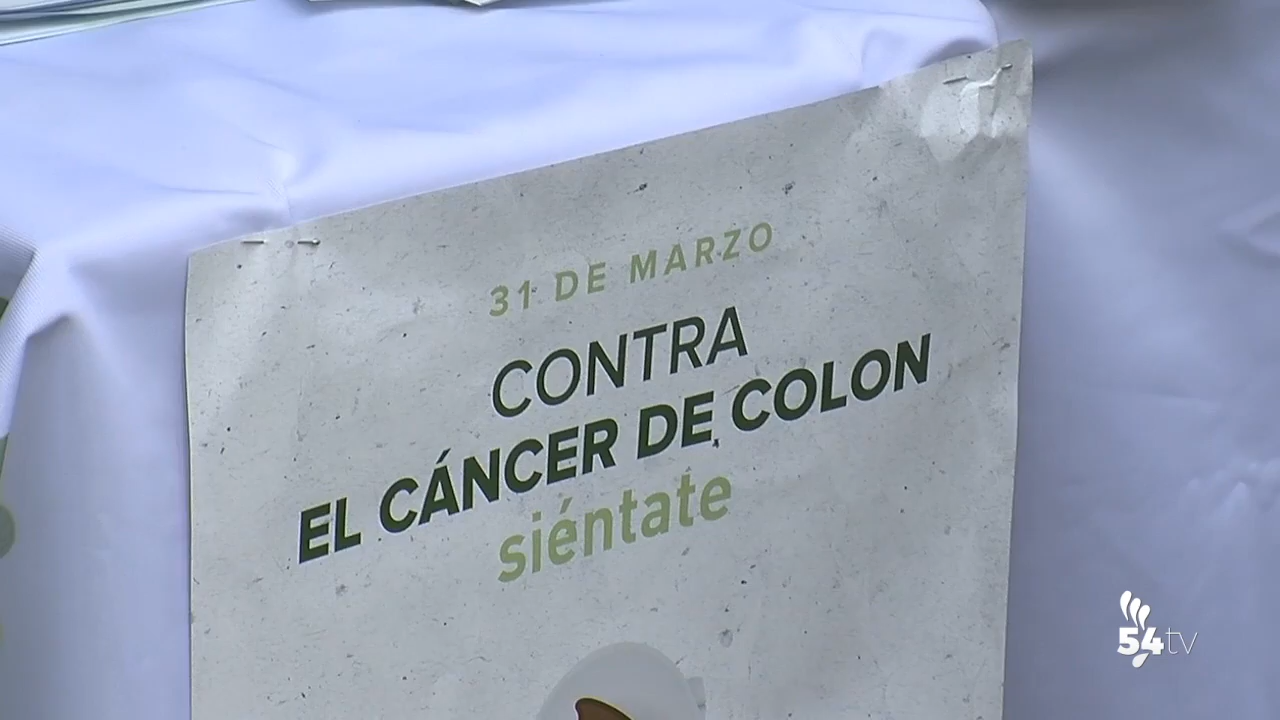 31 DE MARZO
CONTRA
EL CÁNCER DE COLON
siéntate
54tv